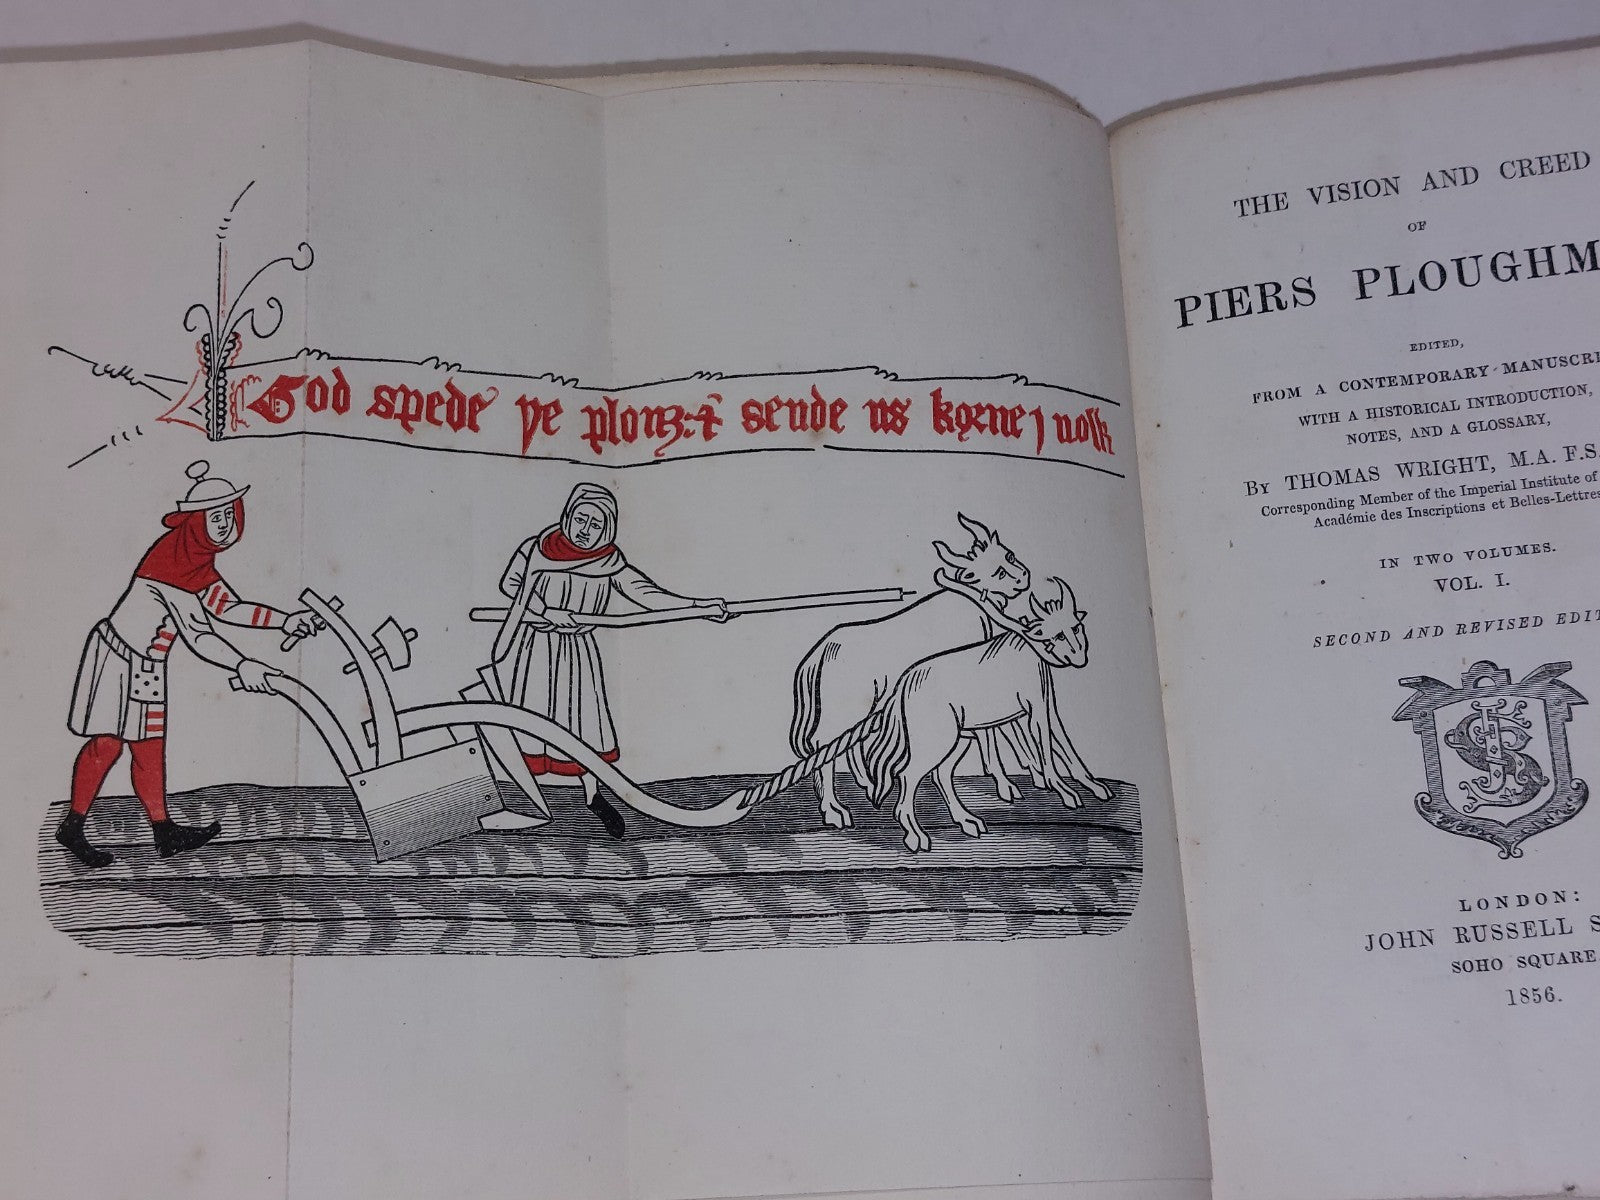 God spede ye plouȝ: & sende us korne
THE VISION AND CREED
OF
PIERS PLOUGHM
EDITED,
FROM A CONTEMPORARY MANUSCRI
WITH A HISTORICAL INTRODUCTION,
NOTES, AND A GLOSSARY,
BY THOMAS WRIGHT, M.A. F.S.
Corresponding Member of the Imperial Institute of
Académie des Inscriptions et Belles-Lettres
IN TWO VOLUMES.
VOL. I.
SECOND AND REVISED EDIT
LONDON:
JOHN RUSSELL S
SOHO SQUARE
1856.